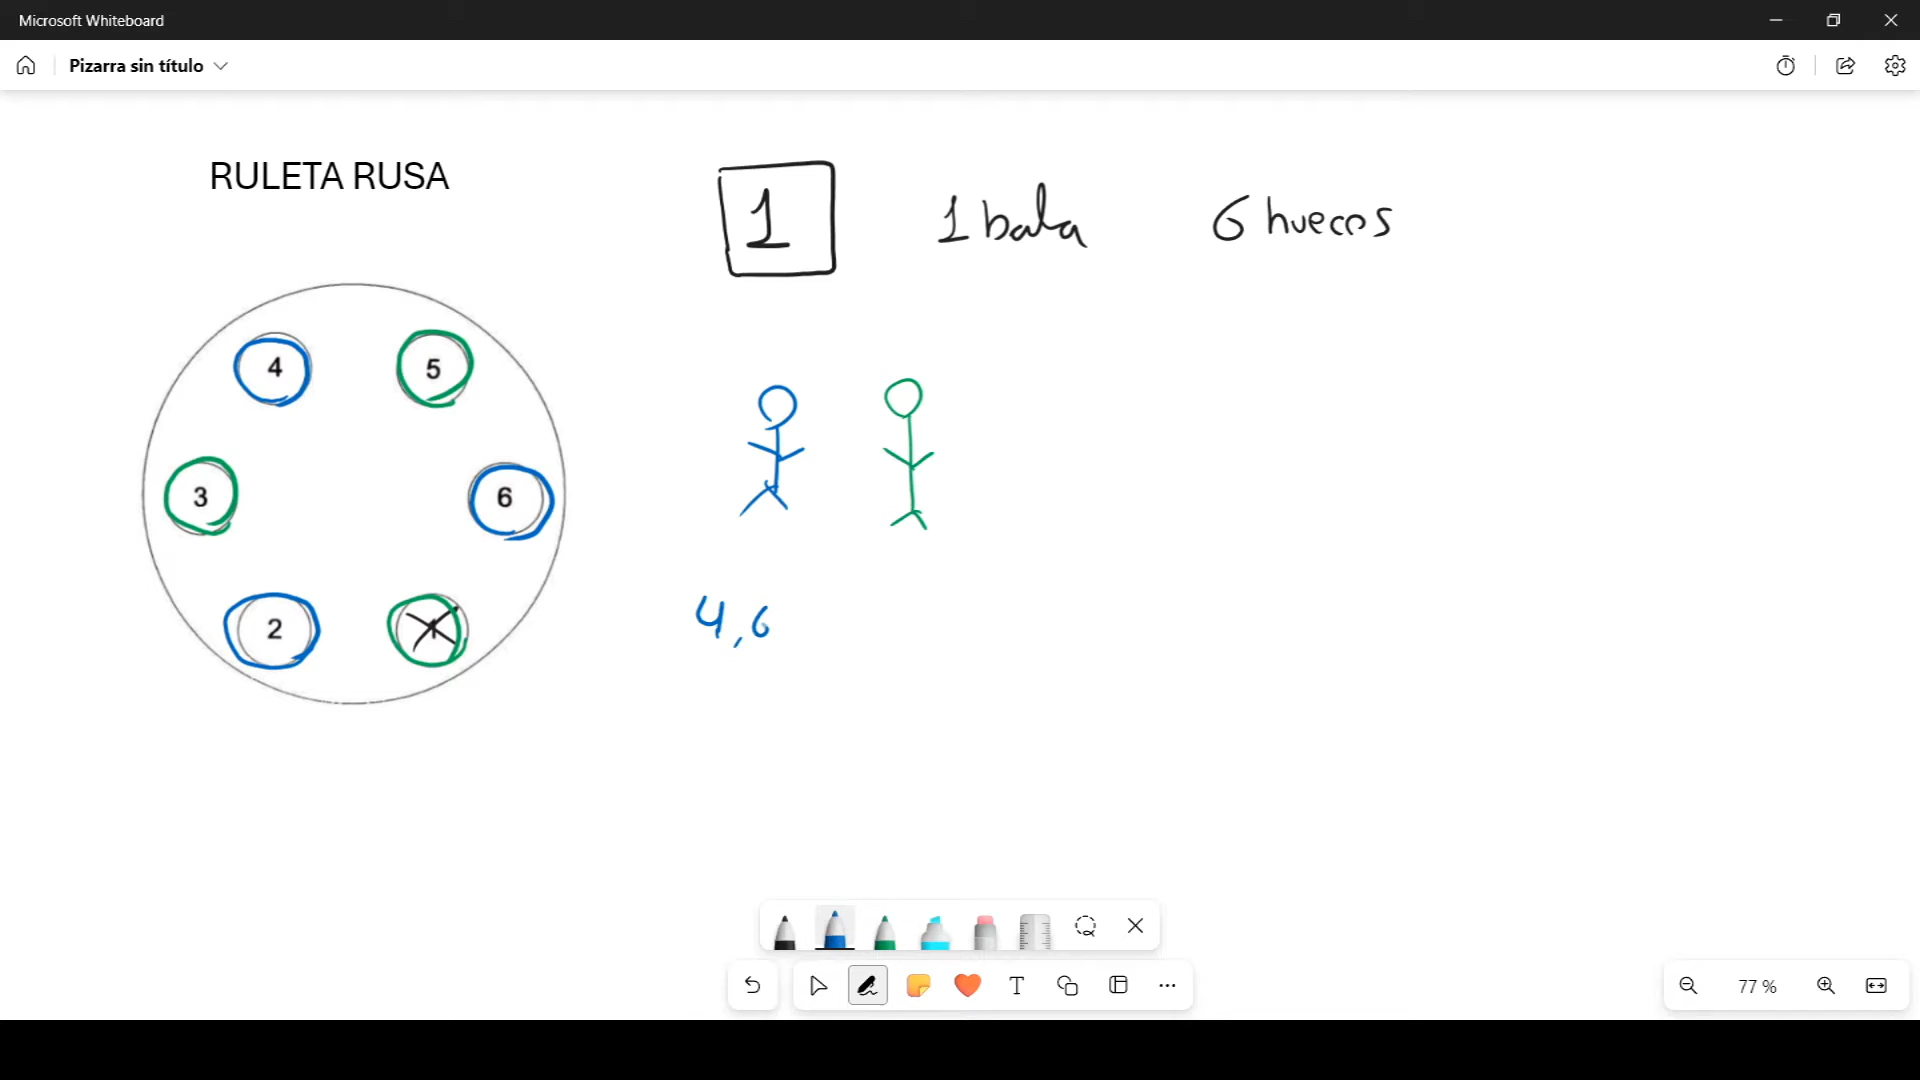 Microsoft Whiteboard
Pizarra sin título
RULETA RUSA
1 1 bala 6 huecos
4 5
3 6
2 1
4,6
77 %